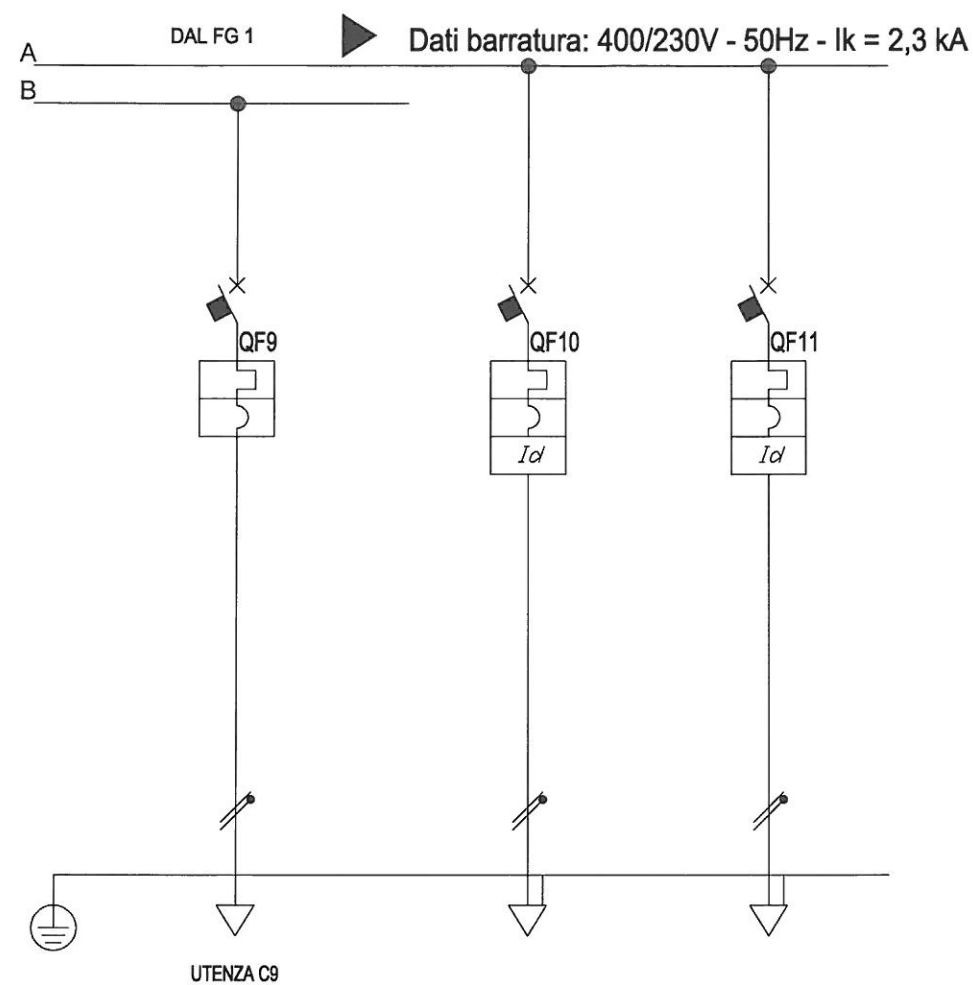 DAL FG 1
Dati barratura: 400/230V - 50Hz - Ik = 2,3 kA
A
B
QF9
QF10
QF11
Id
Id
UTENZA C9